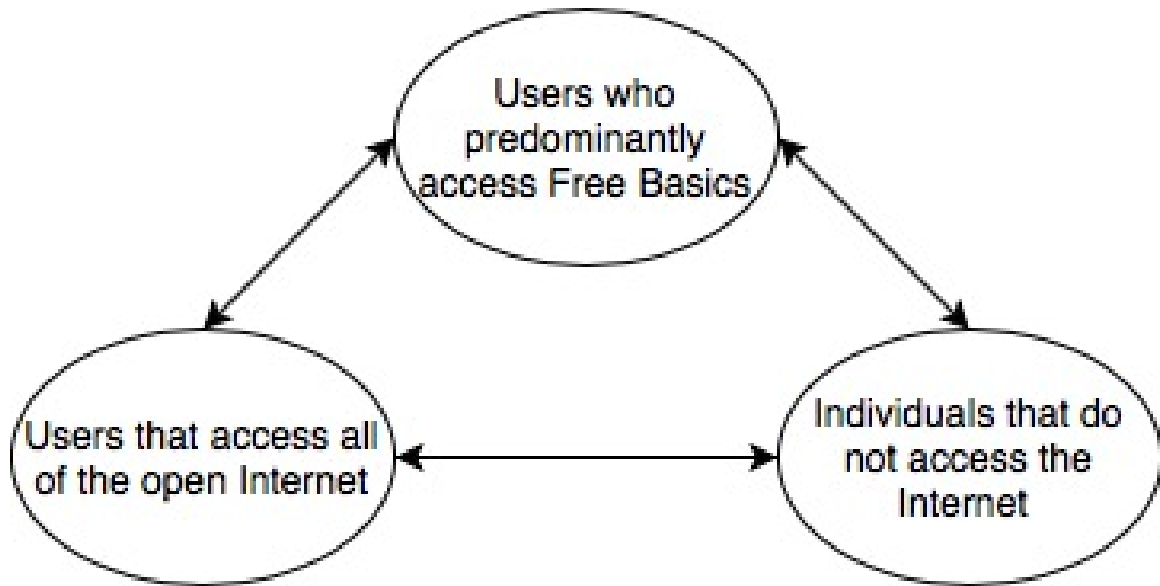 Users who
predominantly
access Free Basics
Users that access all
of the open Internet
Individuals that do
not access the
Internet